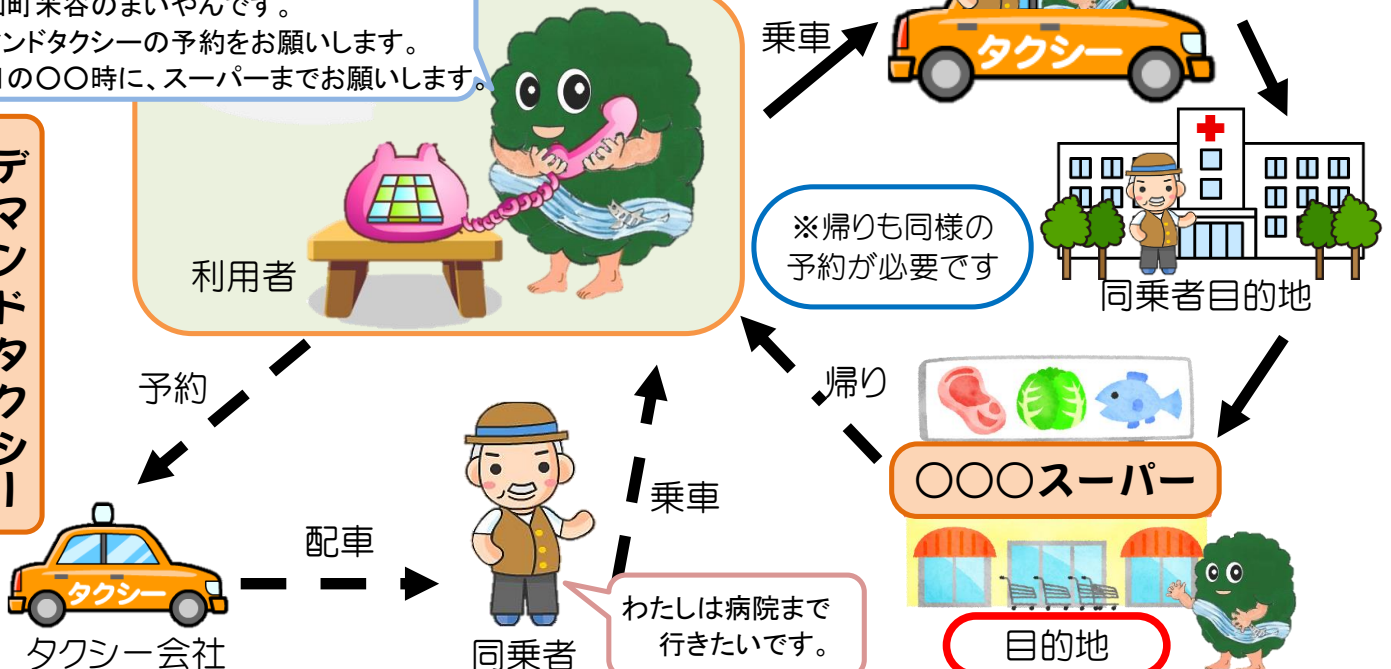 町米谷のまいやんです。
ンドタクシーの予約をお願いします。
の〇〇時に、スーパーまでお願いします。
デマンドタクシー
利用者
乗車
タクシー
※帰りも同様の
予約が必要です
同乗者目的地
予約
帰り
〇〇〇スーパー
乗車
配車
タクシー
タクシー会社
同乗者
わたしは病院まで
行きたいです。
目的地